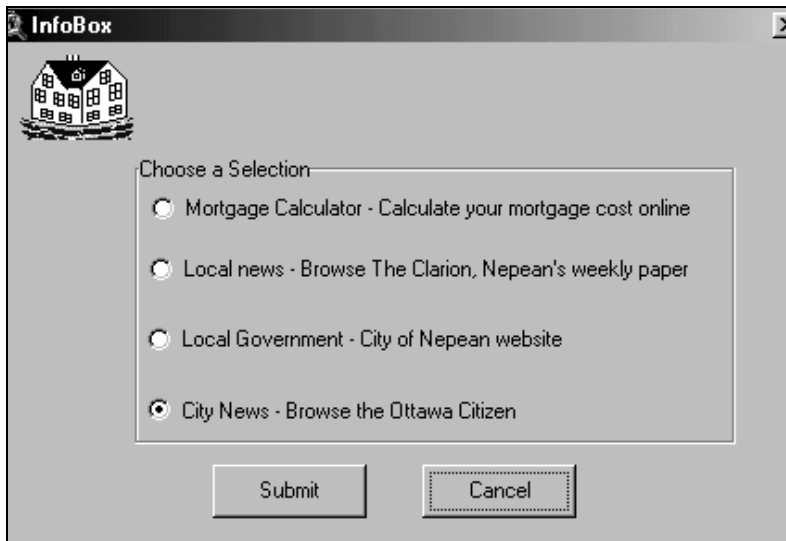 InfoBox
Choose a Selection
Mortgage Calculator - Calculate your mortgage cost online
Local news - Browse The Clarion, Nepean's weekly paper
Local Government - City of Nepean website
City News - Browse the Ottawa Citizen
Submit Cancel